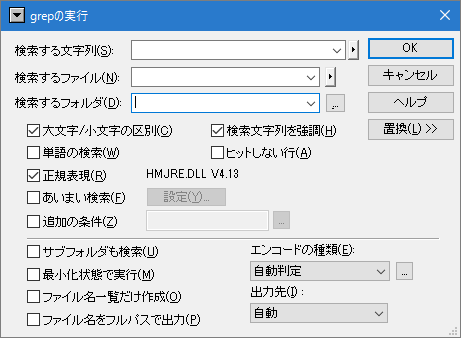 grepの実行
検索する文字列(S):
OK
検索するファイル(N):
キャンセル
検索するフォルダ(D):
...
ヘルプ
大文字/小文字の区別(C)
検索文字列を強調(H)
置換(L) >>
単語の検索(W)
ヒットしない行(A)
正規表現(R)
HMJRE.DLL V4.13
あいまい検索(F)
設定(Y)...
追加の条件(Z)
...
サブフォルダも検索(U)
エンコードの種類(E):
最小化状態で実行(M)
自動判定
...
ファイル名一覧だけ作成(O)
出力先(I) :
ファイル名をフルパスで出力(P)
自動